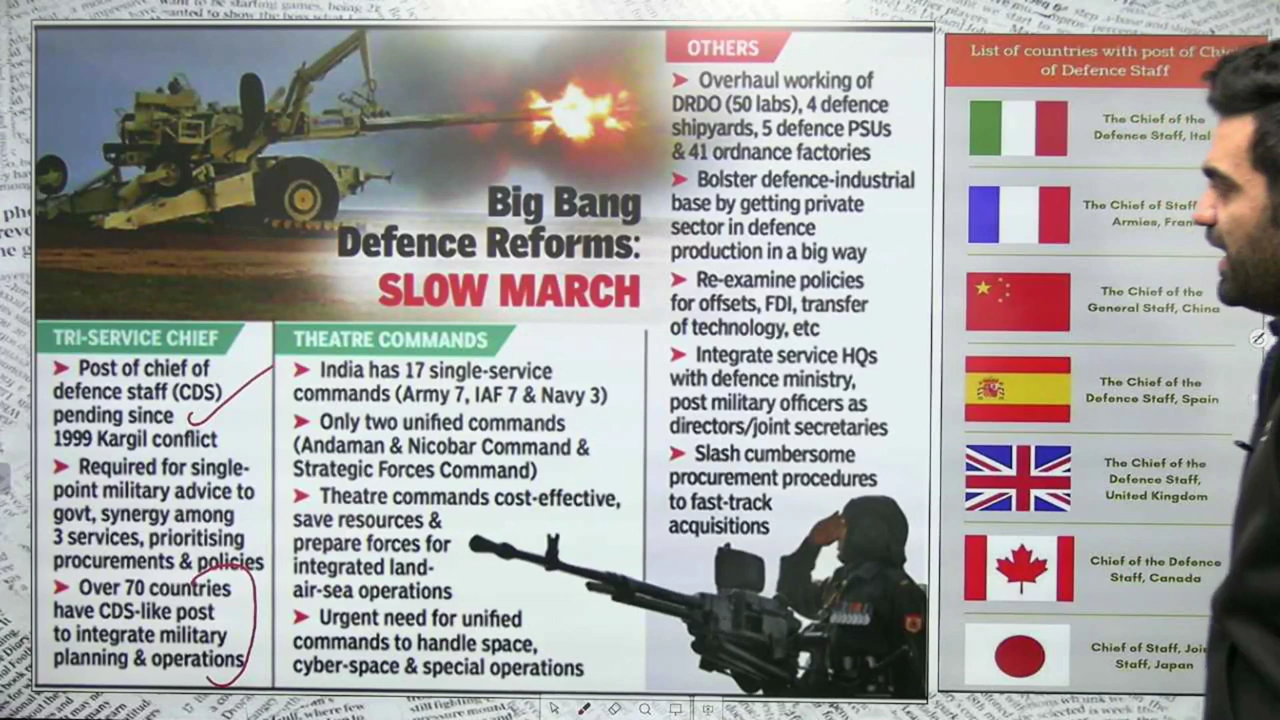 Big Bang
Defence Reforms:
SLOW MARCH
TRI-SERVICE CHIEF
➤ Post of chief of
defence staff (CDS)
pending since
1999 Kargil conflict
➤ Required for single-
point military advice to
govt, synergy among
3 services, prioritising
procurements & policies
➤ Over 70 countries
have CDS-like post
to integrate military
planning & operations
THEATRE COMMANDS
➤ India has 17 single-service
commands (Army 7, IAF 7 & Navy 3)
➤ Only two unified commands
(Andaman & Nicobar Command &
Strategic Forces Command)
➤ Theatre commands cost-effective,
save resources &
prepare forces for
integrated land-
air-sea operations
➤ Urgent need for unified
commands to handle space,
cyber-space & special operations
OTHERS
➤ Overhaul working of
DRDO (50 labs), 4 defence
shipyards, 5 defence PSUs
& 41 ordnance factories
➤ Bolster defence-industrial
base by getting private
sector in defence
production in a big way
➤ Re-examine policies
for offsets, FDI, transfer
of technology, etc
➤ Integrate service HQs
with defence ministry,
post military officers as
directors/joint secretaries
➤ Slash cumbersome
procurement procedures
to fast-track
acquisitions
List of countries with post of
of Defence Staff
The Chief of the
Defence Staff,
The Chief of
Armies,
The Chief of the
General Staff, China
The Chief of the
Defence Staff, Spain
The Chief of the
Defence Staff,
United Kingdom
Chief of the Defence
Staff, Canada
Chief of Staff,
Staff, Japan